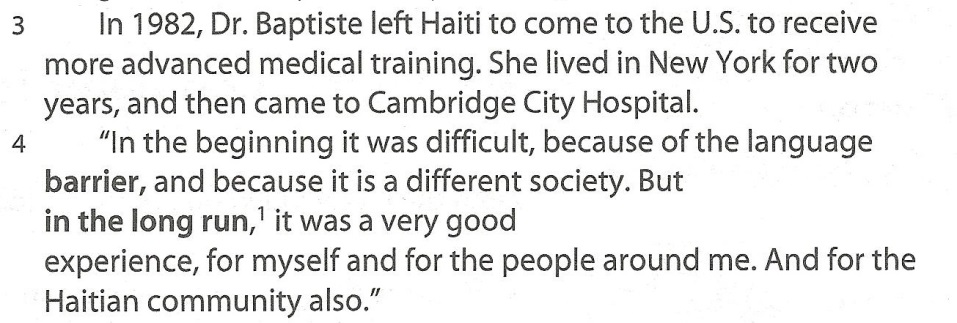 3 In 1982, Dr. Baptiste left Haiti to come to the U.S. to receive
more advanced medical training. She lived in New York for two
years, and then came to Cambridge City Hospital.
4 “In the beginning it was difficult, because of the language
barrier, and because it is a different society. But
in the long run,¹ it was a very good
experience, for myself and for the people around me. And for the
Haitian community also.”